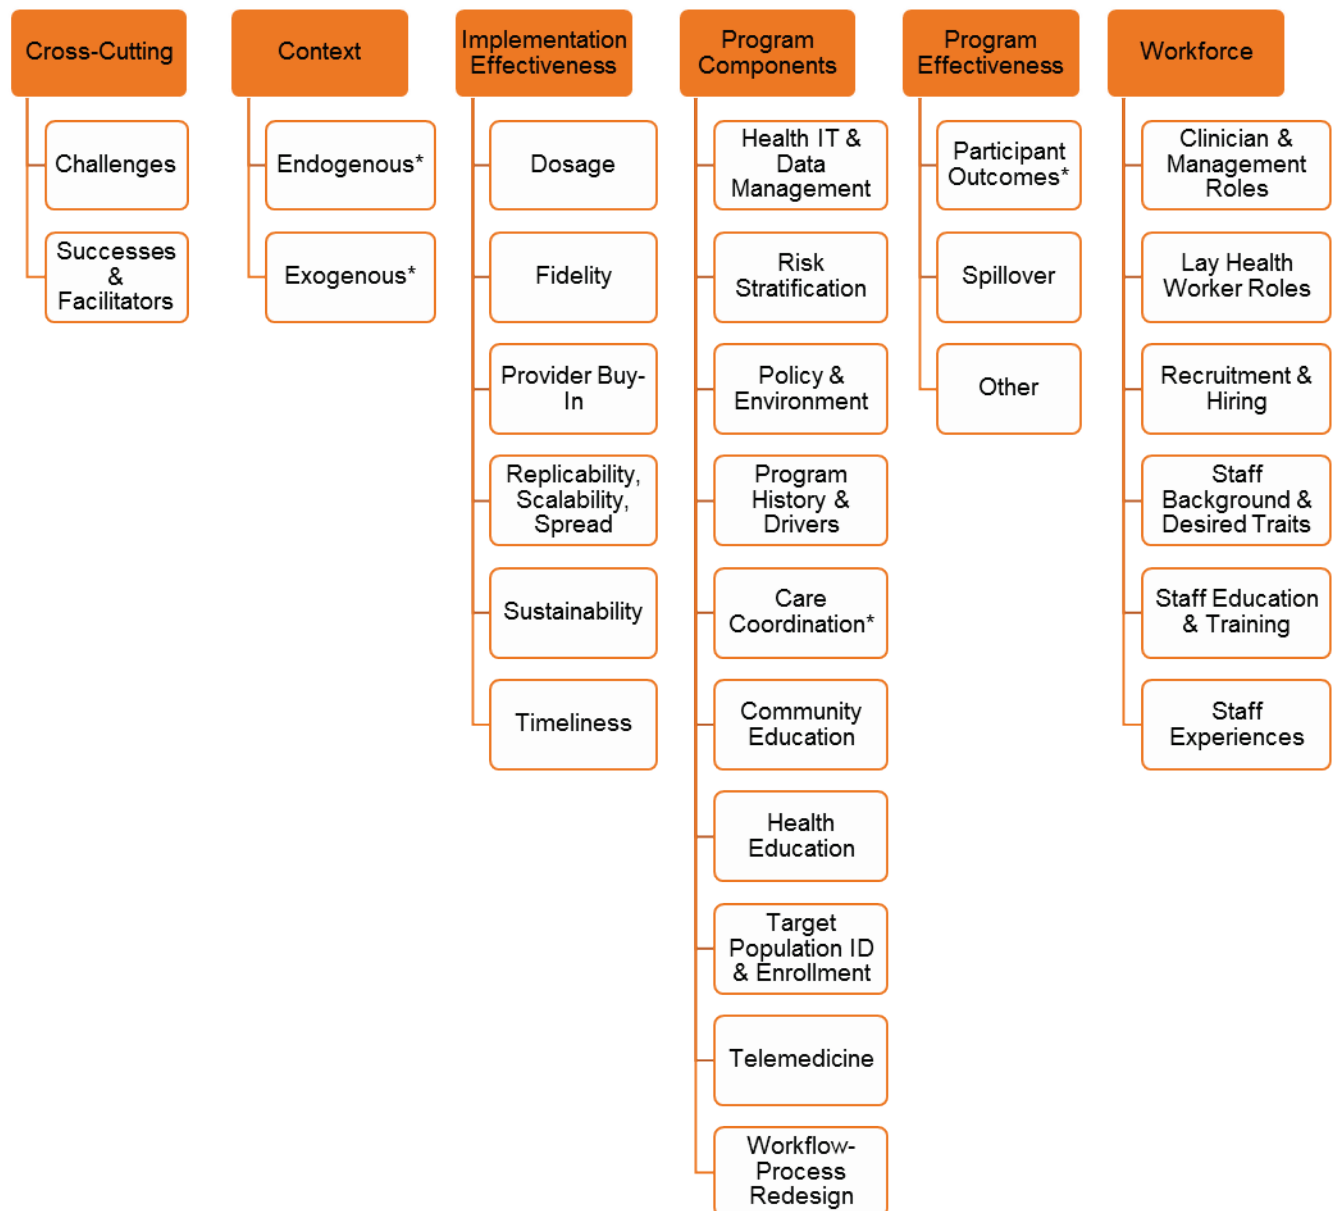 Cross-Cutting
Challenges
Successes
&
Facilitators
Context
Endogenous*
Exogenous*
Implementation
Effectiveness
Dosage
Fidelity
Provider Buy-
In
Replicability,
Scalability,
Spread
Sustainability
Timeliness
Program
Components
Health IT &
Data
Management
Risk
Stratification
Policy &
Environment
Program
History &
Drivers
Care
Coordination*
Community
Education
Health
Education
Target
Population ID
& Enrollment
Telemedicine
Workflow-
Process
Redesign
Program
Effectiveness
Participant
Outcomes*
Spillover
Other
Workforce
Clinician &
Management
Roles
Lay Health
Worker Roles
Recruitment &
Hiring
Staff
Background &
Desired Traits
Staff Education
& Training
Staff
Experiences